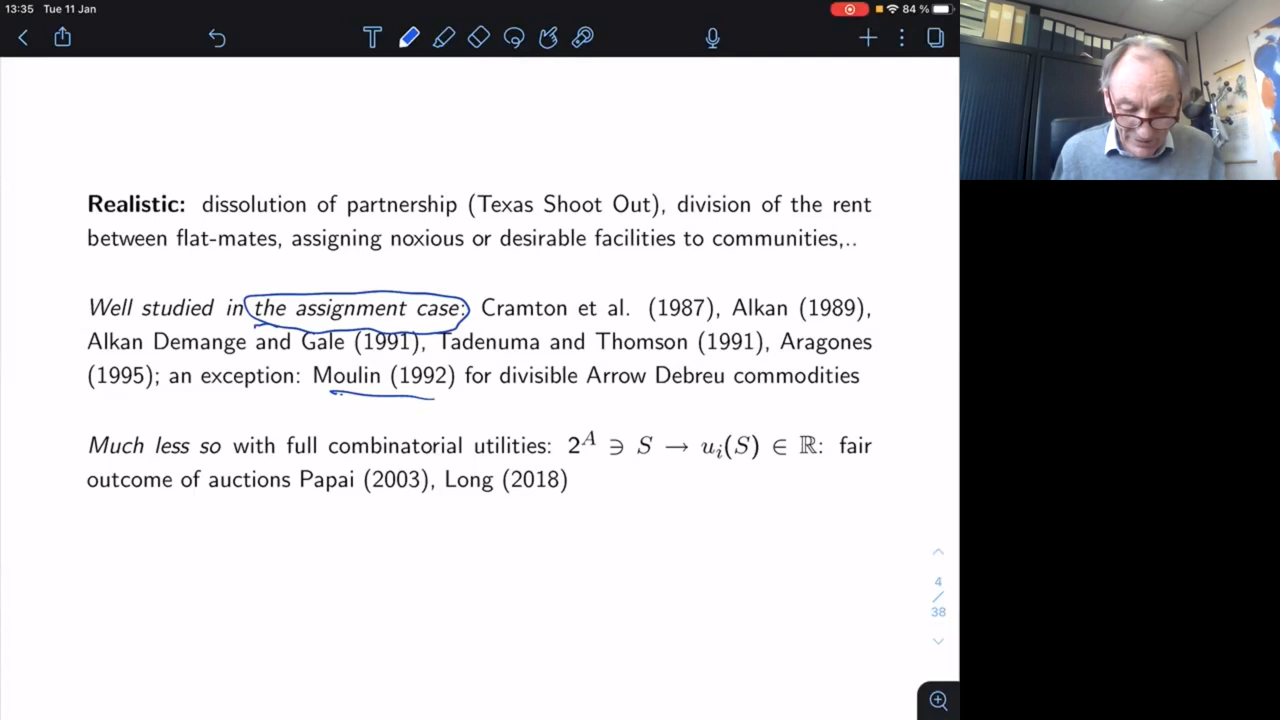 13:35 Tue 11 Jan
84 %
Realistic: dissolution of partnership (Texas Shoot Out), division of the rent
between flat-mates, assigning noxious or desirable facilities to communities,..
Well studied in the assignment case: Cramton et al. (1987), Alkan (1989),
Alkan Demange and Gale (1991), Tadenuma and Thomson (1991), Aragones
(1995); an exception: Moulin (1992) for divisible Arrow Debreu commodities
Much less so with full combinatorial utilities: 2^A ∋ S → u_i(S) ∈ ℝ: fair
outcome of auctions Papai (2003), Long (2018)
4
/
38